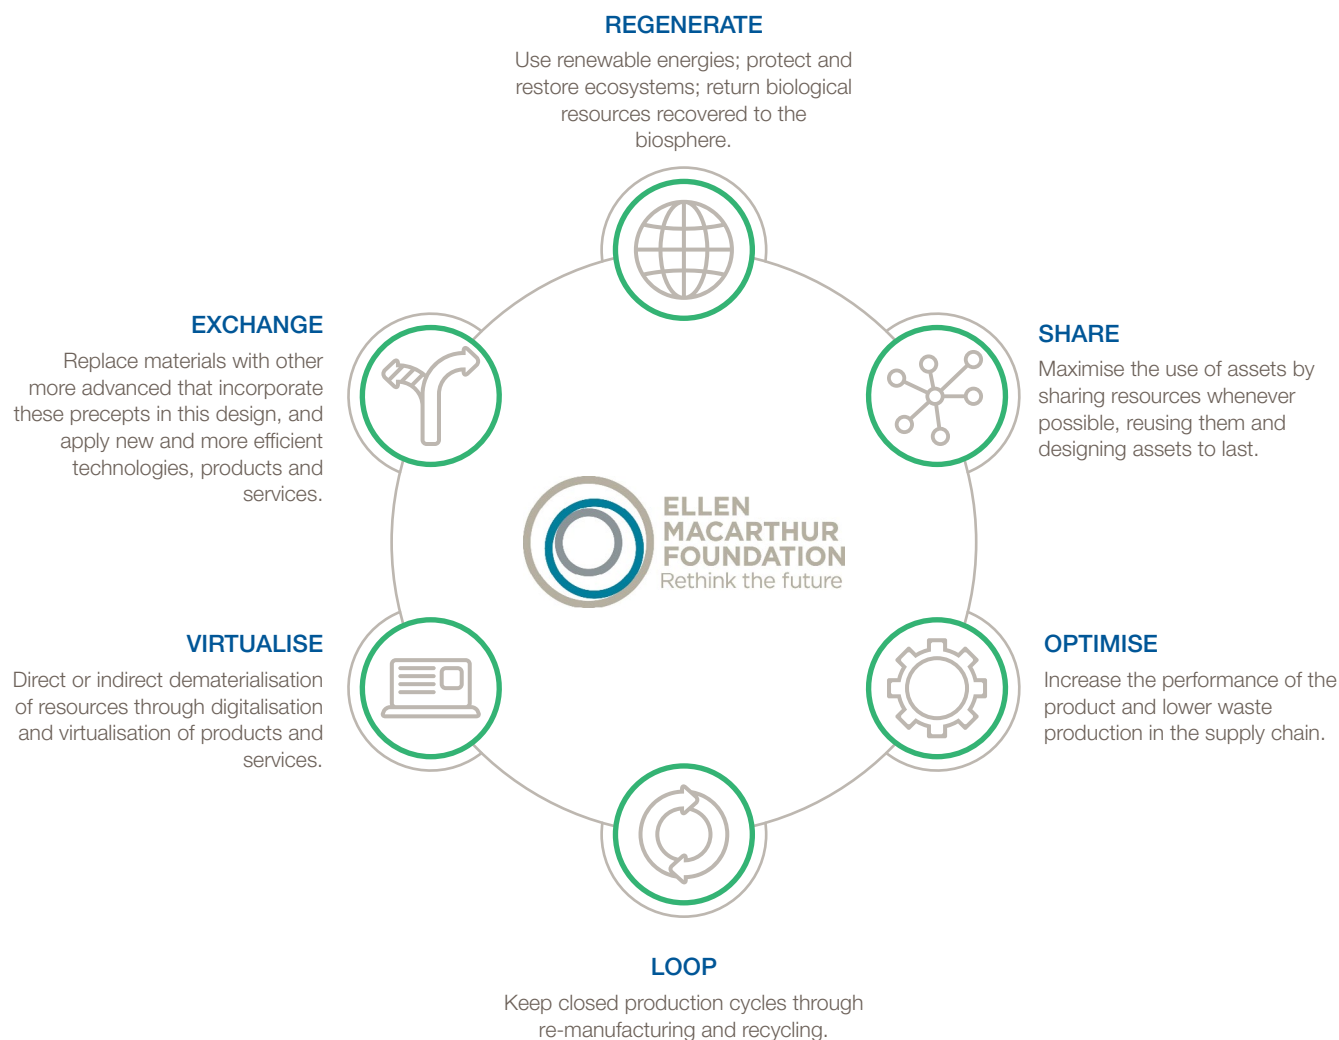 REGENERATE
Use renewable energies; protect and
restore ecosystems; return biological
resources recovered to the
biosphere.
EXCHANGE
Replace materials with other
more advanced that incorporate
these precepts in this design, and
apply new and more efficient
technologies, products and
services.
SHARE
Maximise the use of assets by
sharing resources whenever
possible, reusing them and
designing assets to last.
ELLEN
MACARTHUR
FOUNDATION
Rethink the future
VIRTUALISE
Direct or indirect dematerialisation
of resources through digitalisation
and virtualisation of products and
services.
OPTIMISE
Increase the performance of the
product and lower waste
production in the supply chain.
LOOP
Keep closed production cycles through
re-manufacturing and recycling.